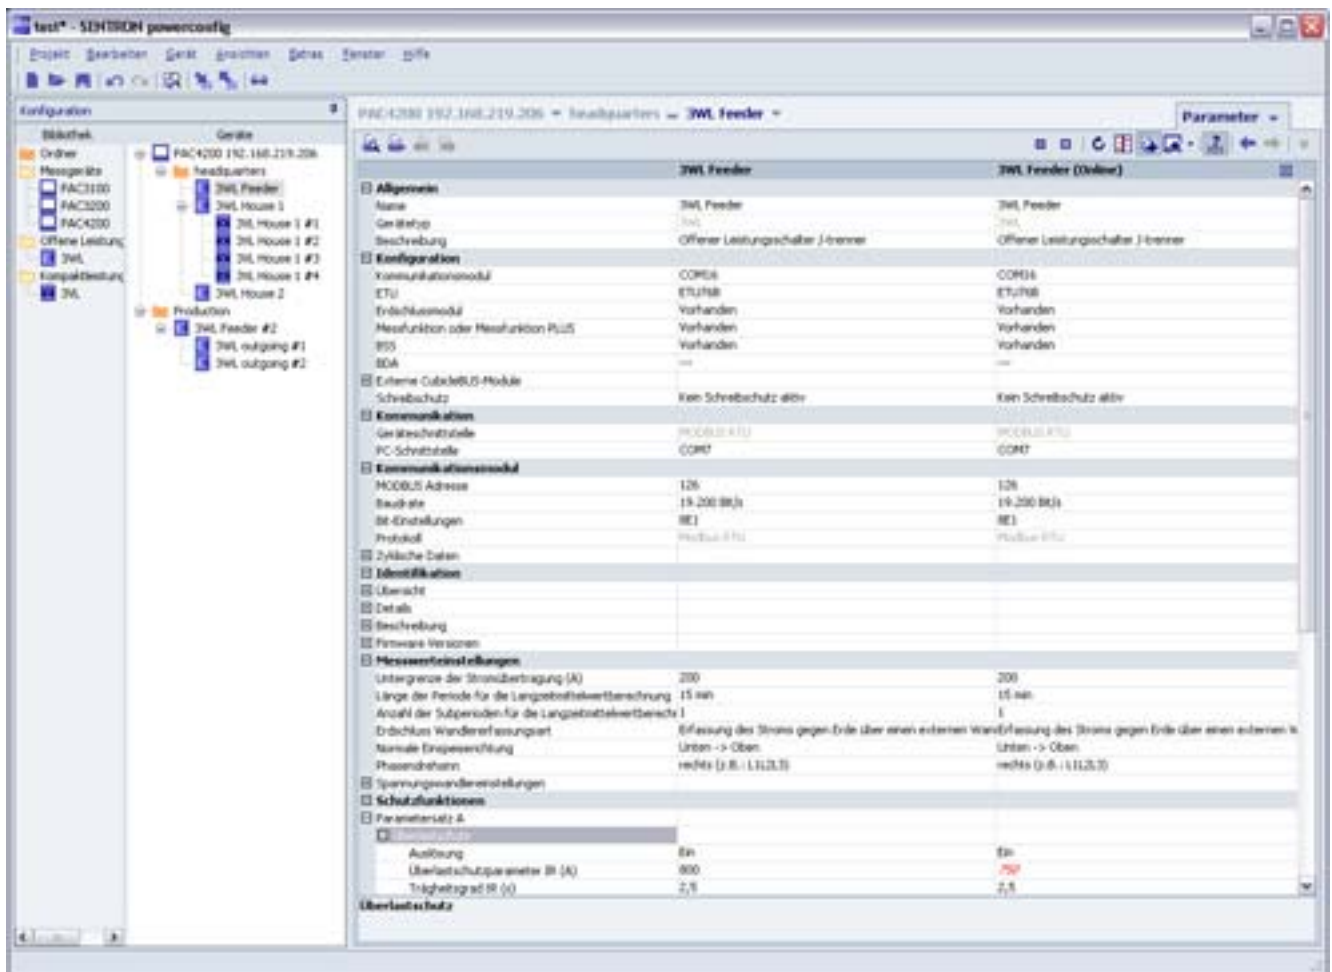 test* - SENTRON powerconfig
Projekt Bearbeiten Gerät Ansichten Extras Fenster Hilfe
Konfiguration
Bibliothek
Geräte
Ordner
Messgeräte
PAC3100
PAC3200
PAC4200
Offene Leistung
3WL
Kompaktleistung
3VL
PAC4200 192.168.219.206
headquarters
3WL Feeder
3WL House 1
3VL House 1 #1
3VL House 1 #2
3VL House 1 #3
3VL House 1 #4
3WL House 2
Production
3WL Feeder #2
3WL outgoing #1
3WL outgoing #2
PAC4200 192.168.219.206 headquarters 3WL Feeder
Parameter
3WL Feeder 3WL Feeder (Online)
Allgemein
Name 3WL Feeder 3WL Feeder
Gerätetyp 3WL 3WL
Beschreibung Offener Leistungsschalter /-trenner Offener Leistungsschalter /-trenner
Konfiguration
Kommunikationsmodul COM16 COM16
ETU ETU76B ETU76B
Erdschlussmodul Vorhanden Vorhanden
Messfunktion oder Messfunktion PLUS Vorhanden Vorhanden
BSS Vorhanden Vorhanden
BDA --- ---
Externe CubicleBUS-Module
Schreibschutz Kein Schreibschutz aktiv Kein Schreibschutz aktiv
Kommunikation
Geräteschnittstelle MODBUS RTU MODBUS RTU
PC-Schnittstelle COM7 COM7
Kommunikationsmodul
MODBUS Adresse 126 126
Baudrate 19.200 Bit/s 19.200 Bit/s
Bit-Einstellungen 8E1 8E1
Protokoll Modbus RTU Modbus RTU
Zyklische Daten
Identifikation
Übersicht
Details
Beschreibung
Firmware Versionen
Messwerteinstellungen
Untergrenze der Stromübertragung (A) 200 200
Länge der Periode für die Langzeitmittelwertberechnung 15 min 15 min
Anzahl der Subperioden für die Langzeitmittelwertberech 1 1
Erdschluss Wandlererfassungsart Erfassung des Stroms gegen Erde über einen externen Wan Erfassung des Stroms gegen Erde über einen externen W
Normale Einspeiserichtung Unten -> Oben Unten -> Oben
Phasendrehsinn rechts (z.B.: L1L2L3) rechts (z.B.: L1L2L3)
Spannungswandlereinstellungen
Schutzfunktionen
Parametersatz A
Überlastschutz
Auslösung Ein Ein
Überlastschutzparameter IR (A) 800
Trägheitsgrad tR (s) 2,5 2,5
Überlastschutz